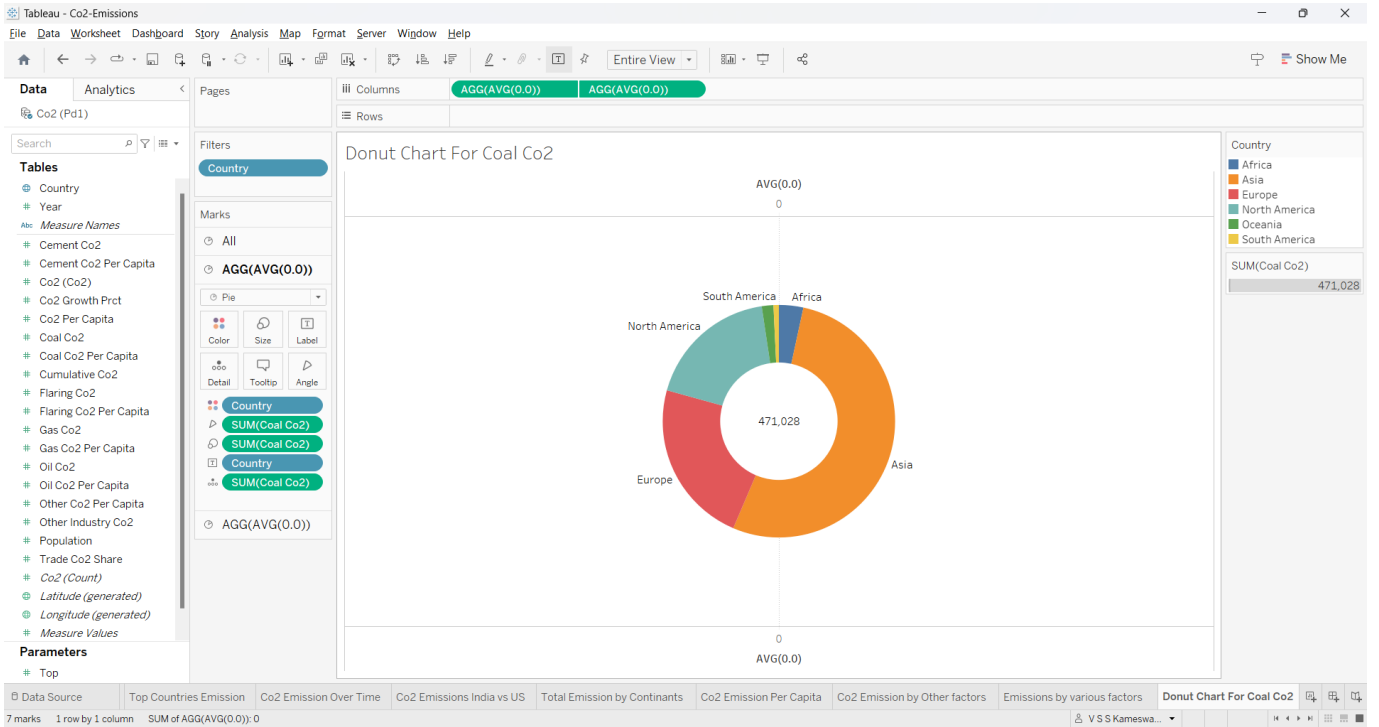 Tableau - Co2-Emissions
File Data Worksheet Dashboard Story Analysis Map Format Server Window Help
Entire View
Show Me
Data Analytics
Co2 (Pd1)
Search
Tables
Country
Year
Abc Measure Names
Cement Co2
Cement Co2 Per Capita
Co2 (Co2)
Co2 Growth Prct
Co2 Per Capita
Coal Co2
Coal Co2 Per Capita
Cumulative Co2
Flaring Co2
Flaring Co2 Per Capita
Gas Co2
Gas Co2 Per Capita
Oil Co2
Oil Co2 Per Capita
Other Co2 Per Capita
Other Industry Co2
Population
Trade Co2 Share
Co2 (Count)
Latitude (generated)
Longitude (generated)
Measure Values
Parameters
Top
Pages
Filters
Country
Marks
All
AGG(AVG(0.0))
Pie
Color Size Label
Detail Tooltip Angle
Country
SUM(Coal Co2)
SUM(Coal Co2)
Country
SUM(Coal Co2)
AGG(AVG(0.0))
Columns AGG(AVG(0.0)) AGG(AVG(0.0))
Rows
Donut Chart For Coal Co2
AVG(0.0)
0
South America Africa
North America
471,028
Asia
Europe
0
AVG(0.0)
Country
Africa
Asia
Europe
North America
Oceania
South America
SUM(Coal Co2)
471,028
Data Source Top Countries Emission Co2 Emission Over Time Co2 Emissions India vs US Total Emission by Continants Co2 Emission Per Capita Co2 Emission by Other factors Emissions by various factors Donut Chart For Coal Co2
7 marks 1 row by 1 column SUM of AGG(AVG(0.0)): 0 V S S Kameswa...